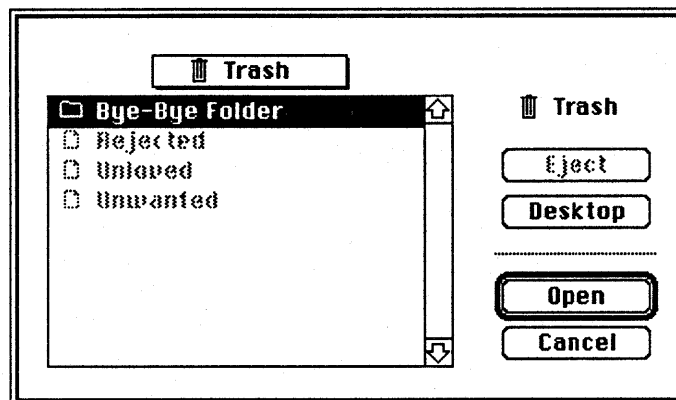 Trash
Bye-Bye Folder
Rejected
Unloved
Unwanted
Trash
Eject
Desktop
Open
Cancel